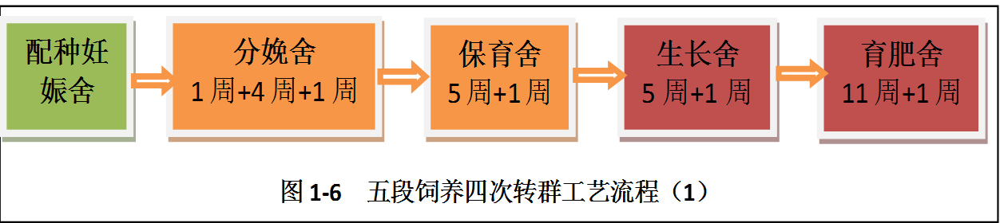 配种妊
娠舍
分娩舍
1周+4周+1周
保育舍
5周+1周
生长舍
5周+1周
育肥舍
11周+1周
图 1-6 五段饲养四次转群工艺流程（1）